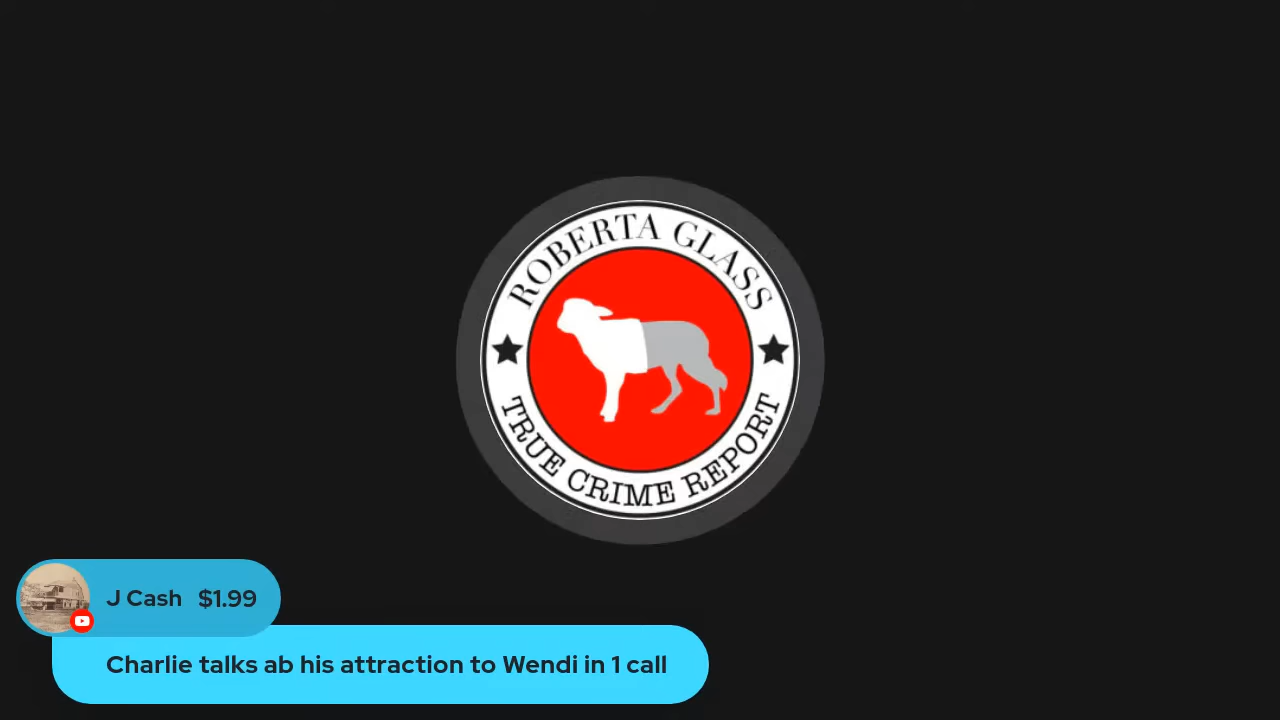 ROBERTA GLASS
TRUE CRIME REPORT
J Cash $1.99
Charlie talks ab his attraction to Wendi in 1 call